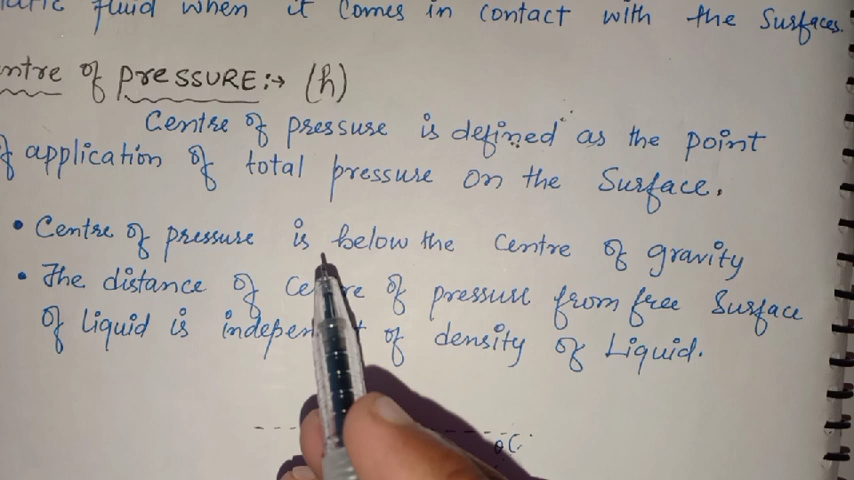 fluid when it comes in contact with the Surfaces.
of pressure :→ (h)
Centre of pressure is defined as the point
of application of total pressure on the Surface.
• Centre of pressure is below the centre of gravity
• The distance of of pressure from free Surface
of liquid is of density of Liquid.